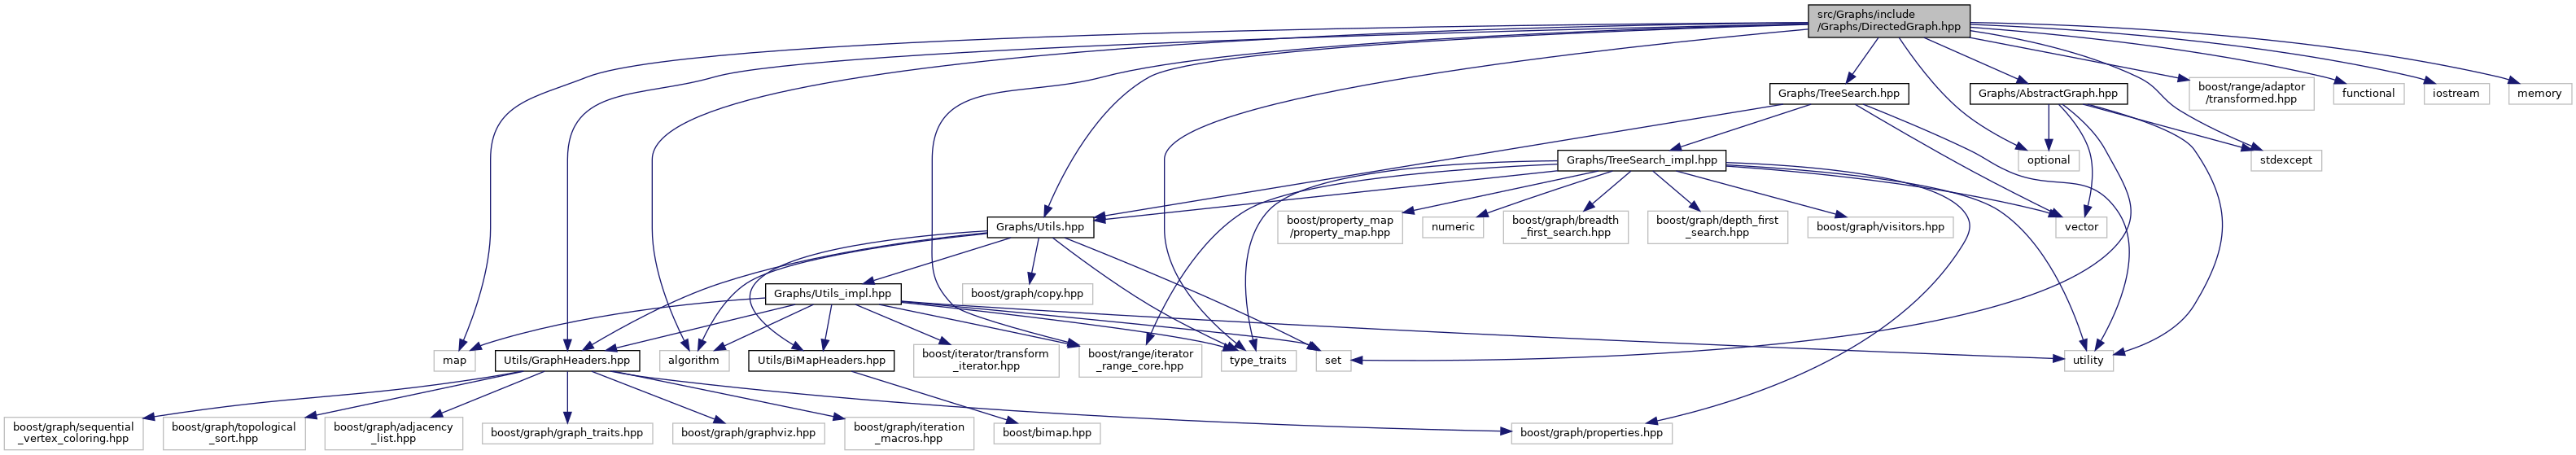 src/Graphs/include
/Graphs/DirectedGraph.hpp
Graphs/TreeSearch.hpp
Graphs/AbstractGraph.hpp
boost/range/adaptor
/transformed.hpp
functional
iostream
memory
Graphs/TreeSearch_impl.hpp
optional
stdexcept
Graphs/Utils.hpp
boost/property_map
/property_map.hpp
numeric
boost/graph/breadth
_first_search.hpp
boost/graph/depth_first
_search.hpp
boost/graph/visitors.hpp
vector
Graphs/Utils_impl.hpp
boost/graph/copy.hpp
map
Utils/GraphHeaders.hpp
algorithm
Utils/BiMapHeaders.hpp
boost/iterator/transform
_iterator.hpp
boost/range/iterator
_range_core.hpp
type_traits
set
utility
boost/graph/sequential
_vertex_coloring.hpp
boost/graph/topological
_sort.hpp
boost/graph/adjacency
_list.hpp
boost/graph/graph_traits.hpp
boost/graph/graphviz.hpp
boost/graph/iteration
_macros.hpp
boost/bimap.hpp
boost/graph/properties.hpp